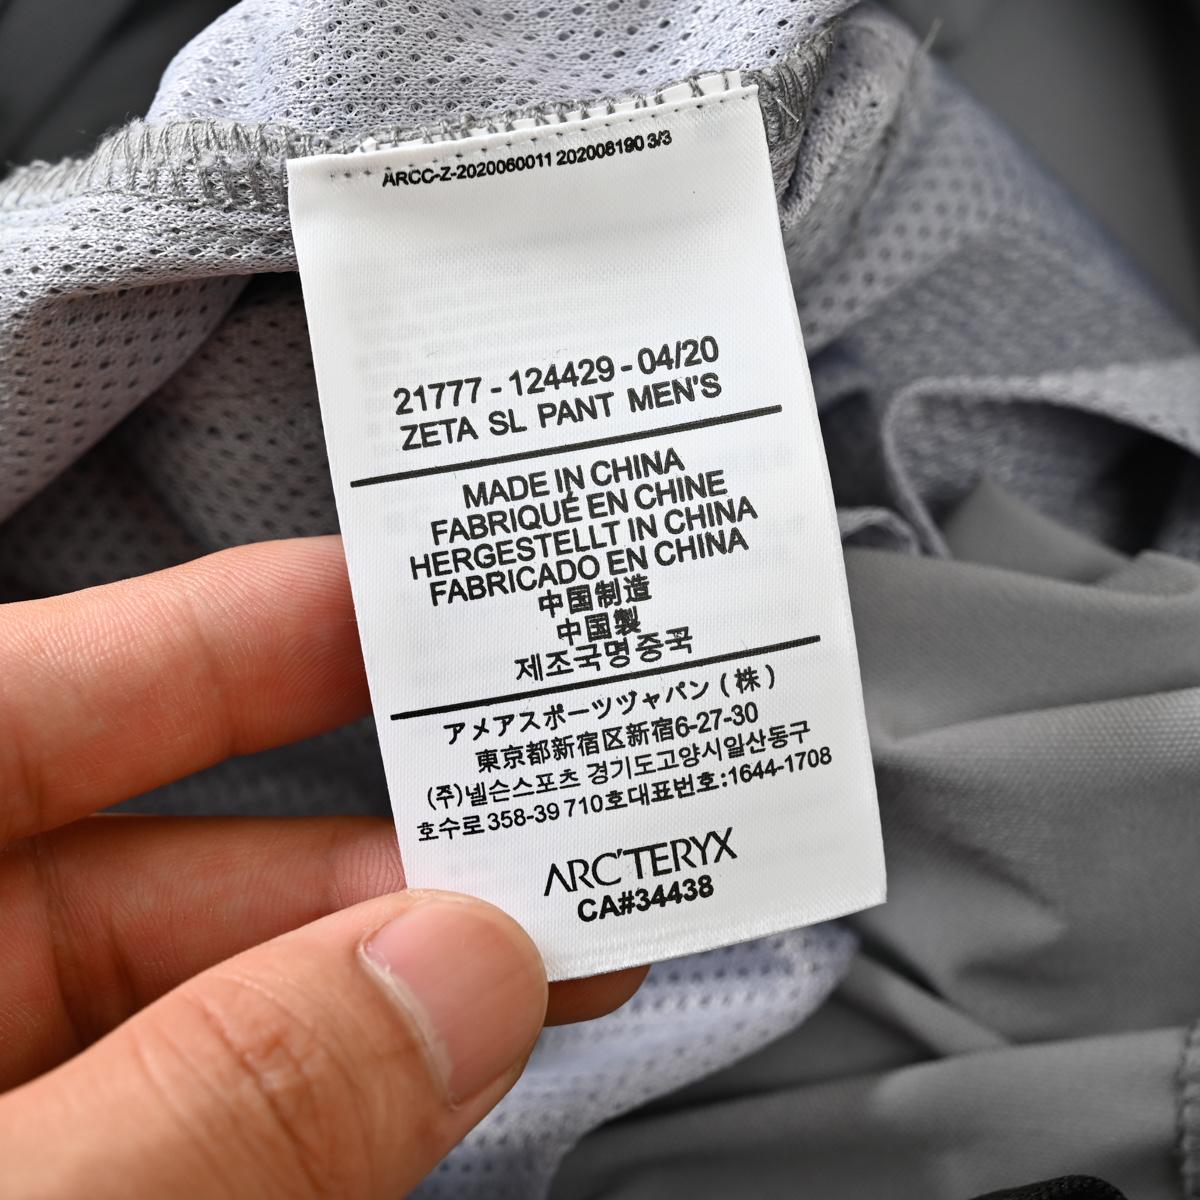 ARCC-Z-2020060011 202008190 3/3
21777 - 124429 - 04/20
ZETA SL PANT MEN'S
MADE IN CHINA
FABRIQUÉ EN CHINE
HERGESTELLT IN CHINA
FABRICADO EN CHINA
中国制造
中国製
제조국명 중국
アメアスポーツヅャパン (株)
東京都新宿区新宿6-27-30
(주)넬슨스포츠 경기도고양시일산동구
호수로 358-39 710호대표번호:1644-1708
ARC'TERYX
CA#34438